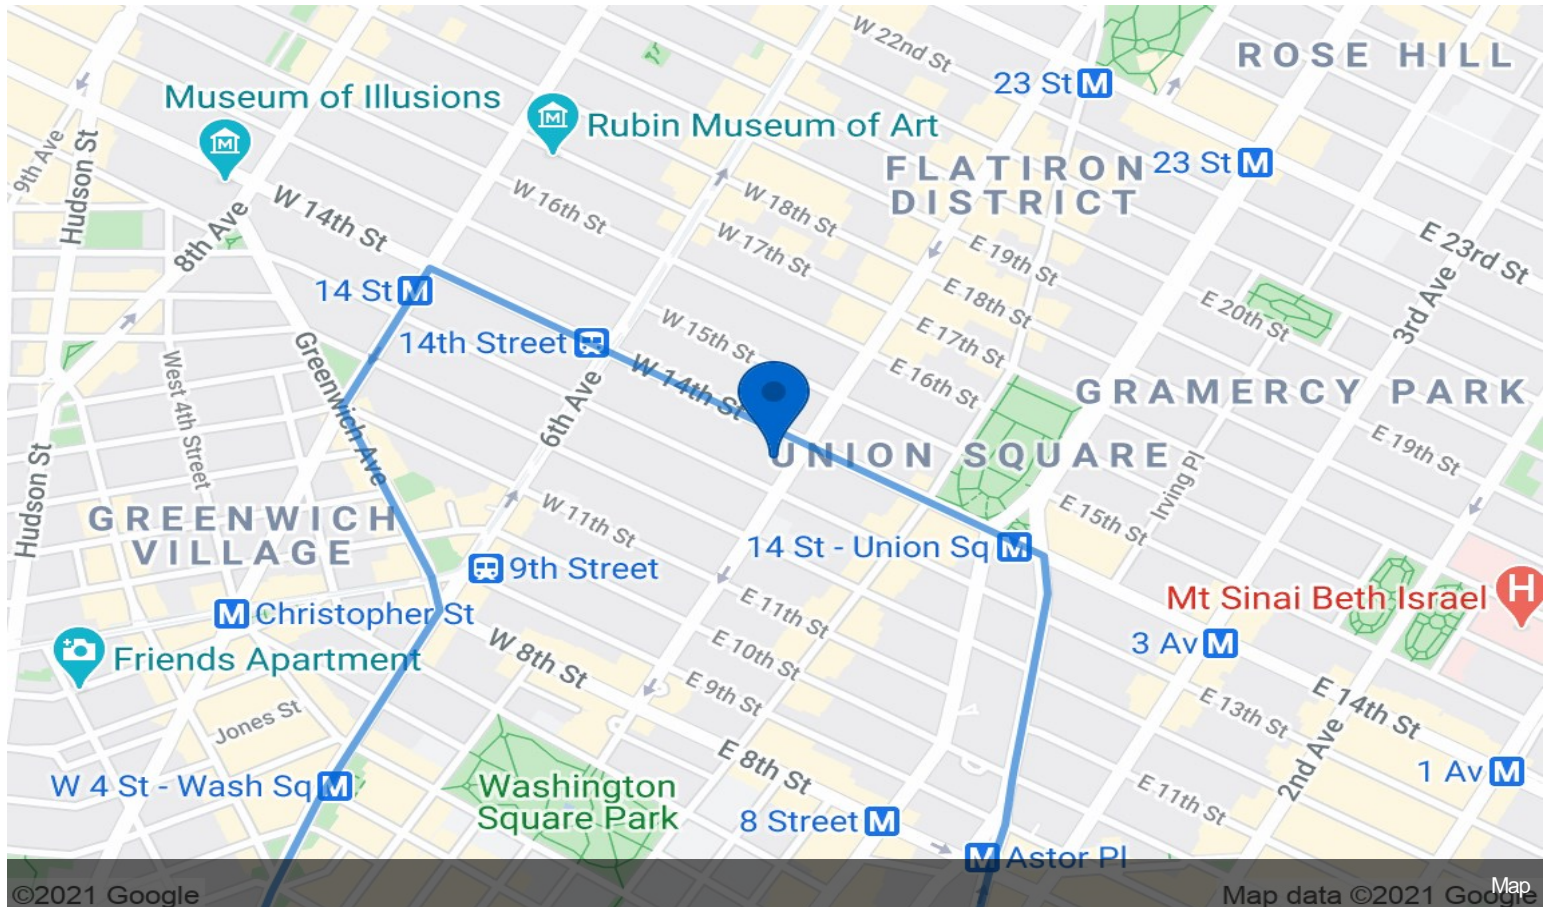 W 22nd St
ROSE HILL
23 St M
Museum of Illusions
Rubin Museum of Art
9th Ave
Hudson St
FLATIRON
DISTRICT
23 St M
8th Ave
W 14th St
W 16th St
W 18th St
W 17th St
E 19th St
E 23rd St
14 St M
E 18th St
E 20th St
3rd Ave
14th Street
W 15th St
E 17th St
Greenwich Ave
West 4th Street
W 14th St
E 16th St
GRAMERCY PARK
6th Ave
UNION SQUARE
E 19th St
Hudson St
Irving Pl
GREENWICH
VILLAGE
W 11th St
E 15th St
14 St - Union Sq M
9th Street
Mt Sinai Beth Israel H
M Christopher St
E 11th St
3 Av M
Friends Apartment
W 8th St
E 10th St
E 9th St
Jones St
E 13th St
E 14th St
2nd Ave
W 4 St - Wash Sq M
Washington
Square Park
E 8th St
E 11th St
1 Av M
8 Street M
M Astor Pl
©2021 Google
Map data ©2021 Google
Map